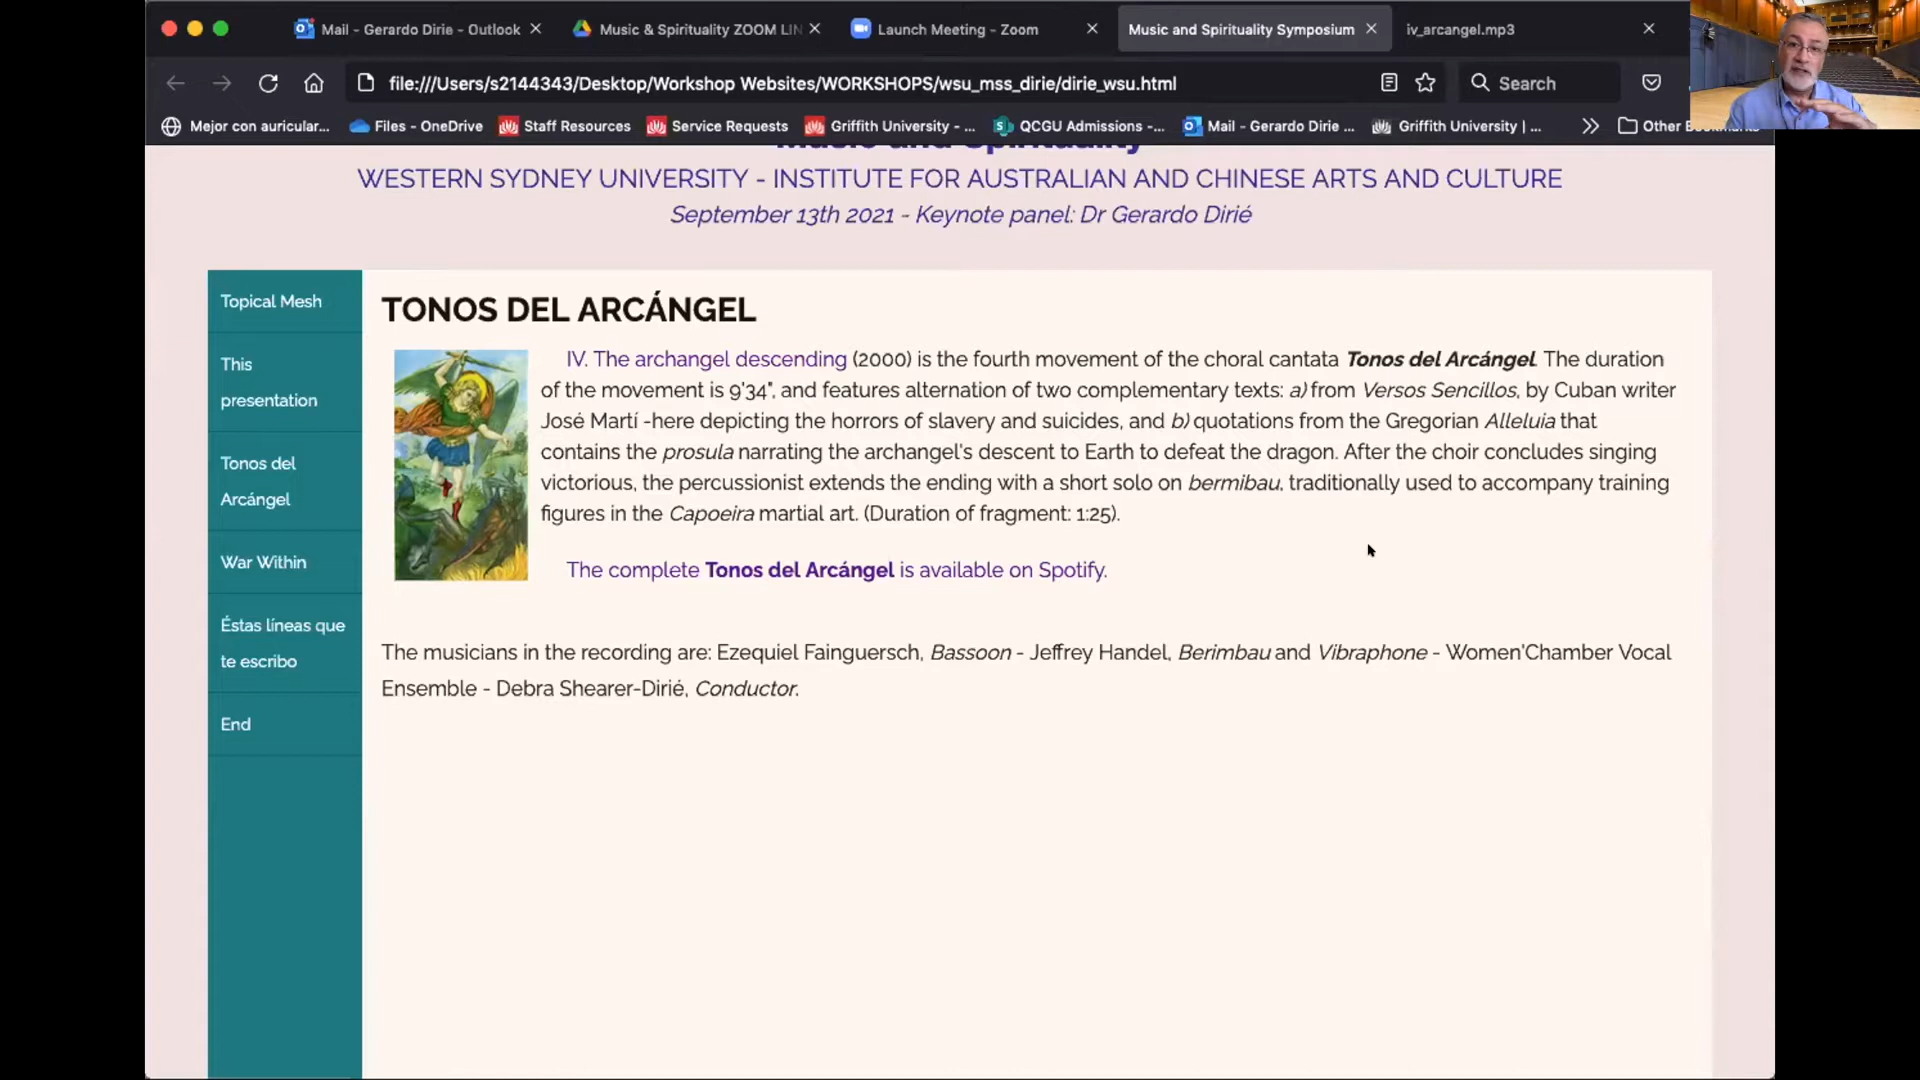 Mail - Gerardo Dirie - Outlook
Music & Spirituality ZOOM LIN
Launch Meeting - Zoom
Music and Spirituality Symposium
iv_arcangel.mp3
file:///Users/s2144343/Desktop/Workshop Websites/WORKSHOPS/wsu_mss_dirie/dirie_wsu.html
Search
Mejor con auricular...
Files - OneDrive
Staff Resources
Service Requests
Griffith University - ...
QCGU Admissions -...
Mail - Gerardo Dirie ...
Griffith University | ...
Other Bookmarks
Music and Spirituality
WESTERN SYDNEY UNIVERSITY - INSTITUTE FOR AUSTRALIAN AND CHINESE ARTS AND CULTURE
September 13th 2021 - Keynote panel: Dr Gerardo Dirié
Topical Mesh
This
presentation
Tonos del
Arcángel
War Within
Éstas líneas que
te escribo
End
TONOS DEL ARCÁNGEL
IV. The archangel descending (2000) is the fourth movement of the choral cantata Tonos del Arcángel. The duration
of the movement is 9'34", and features alternation of two complementary texts: a) from Versos Sencillos, by Cuban writer
José Martí -here depicting the horrors of slavery and suicides, and b) quotations from the Gregorian Alleluia that
contains the prosula narrating the archangel's descent to Earth to defeat the dragon. After the choir concludes singing
victorious, the percussionist extends the ending with a short solo on bermibau, traditionally used to accompany training
figures in the Capoeira martial art. (Duration of fragment: 1:25).
The complete Tonos del Arcángel is available on Spotify.
The musicians in the recording are: Ezequiel Fainguersch, Bassoon - Jeffrey Handel, Berimbau and Vibraphone - Women'Chamber Vocal
Ensemble - Debra Shearer-Dirié, Conductor.